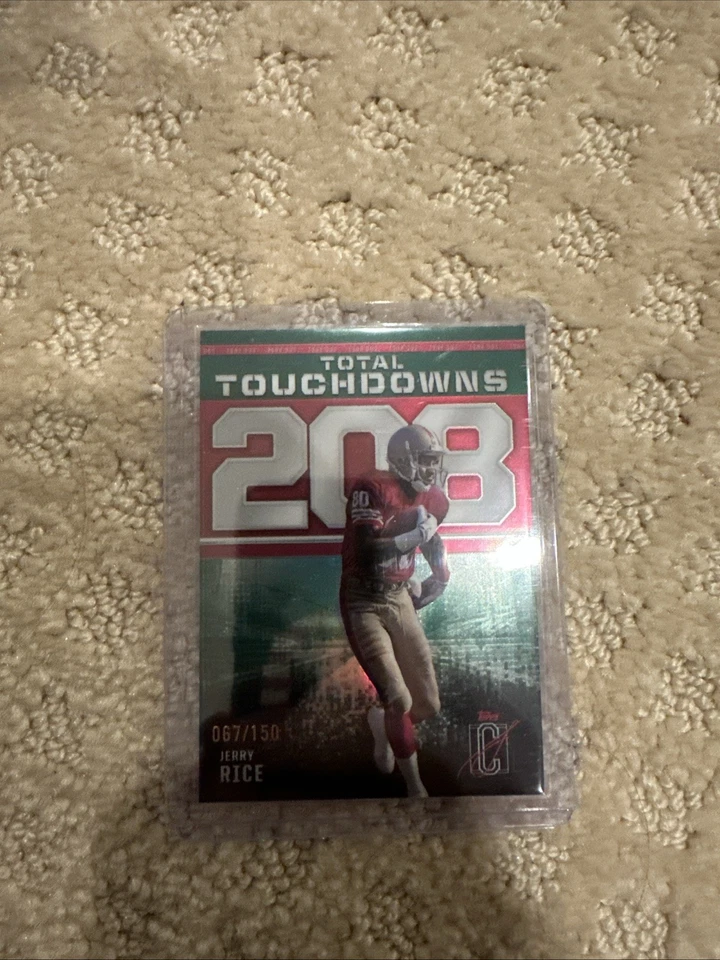 TOTAL
TOUCHDOWNS
208
80
067/150
JERRY
RICE
Topps
C